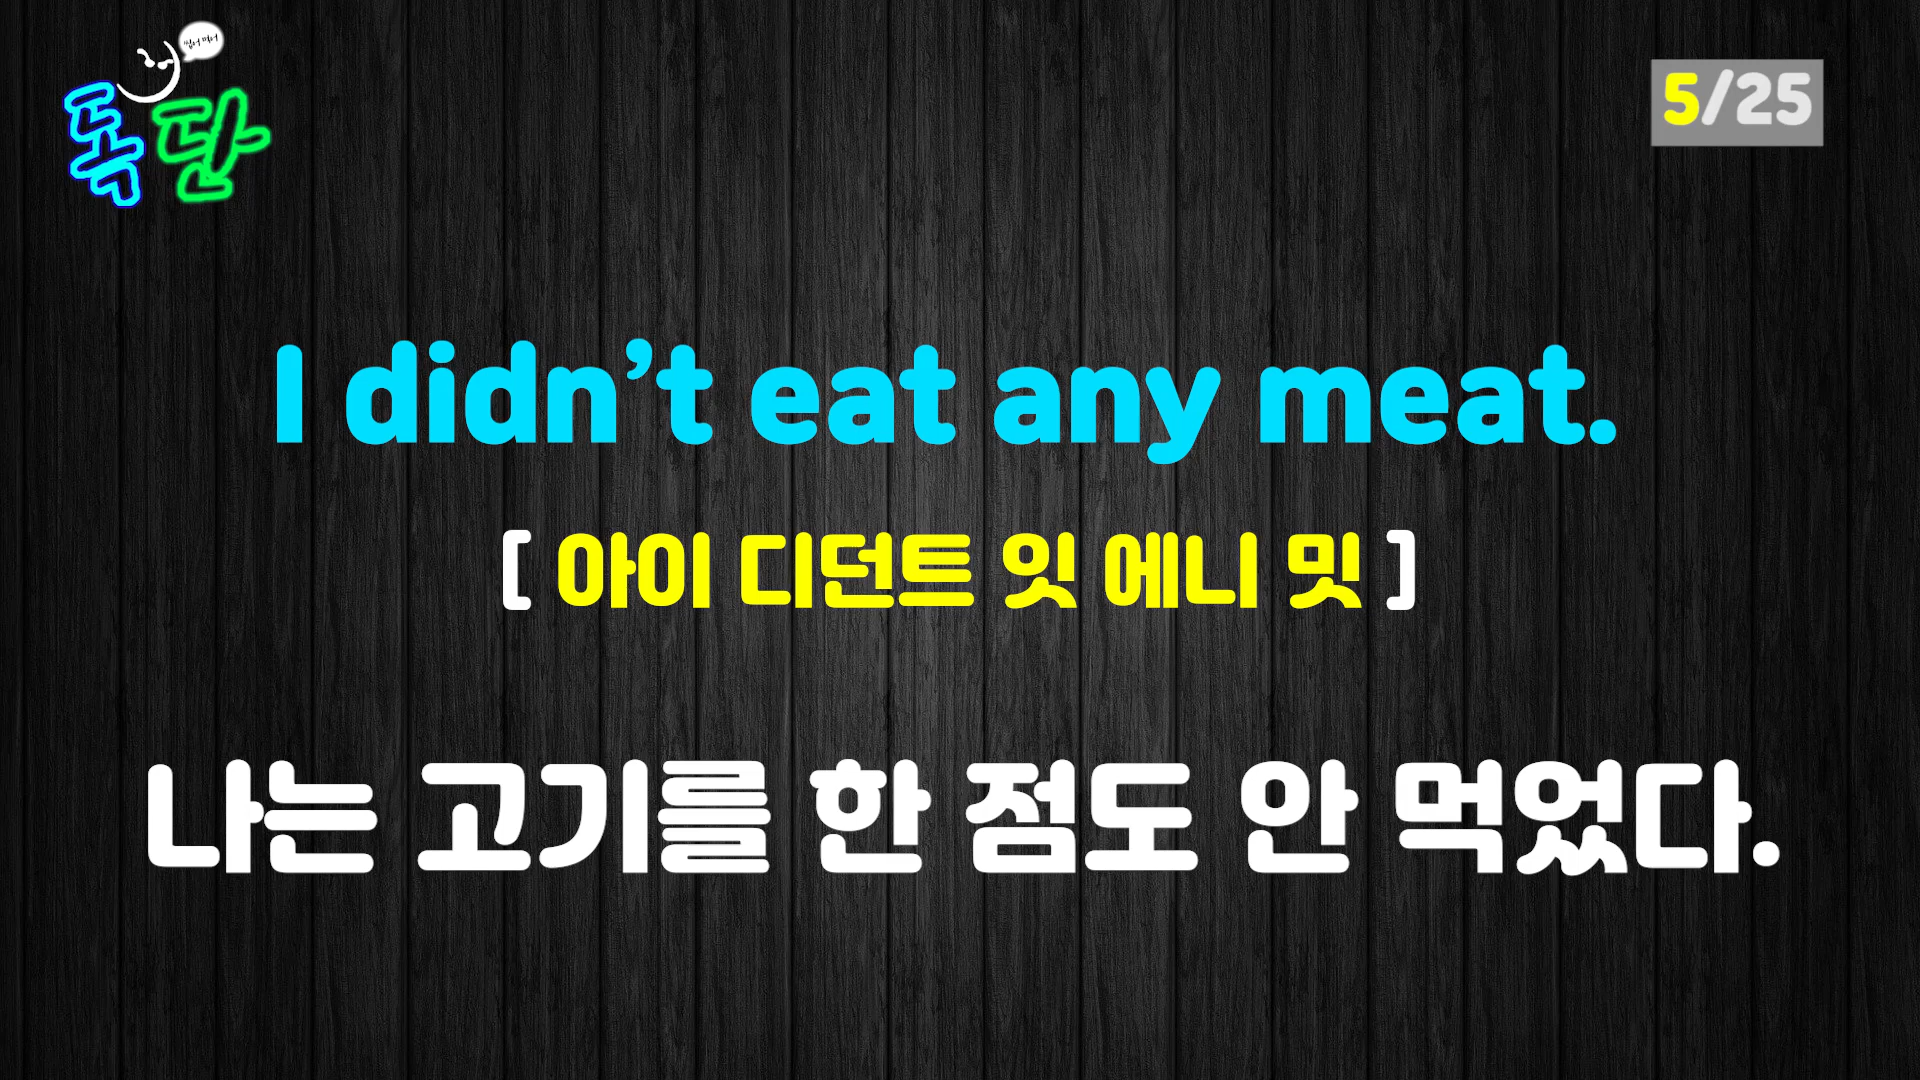 독단
5/25
I didn’t eat any meat.
[ 아이 디던트 잇 에니 밋 ]
나는 고기를 한 점도 안 먹었다.